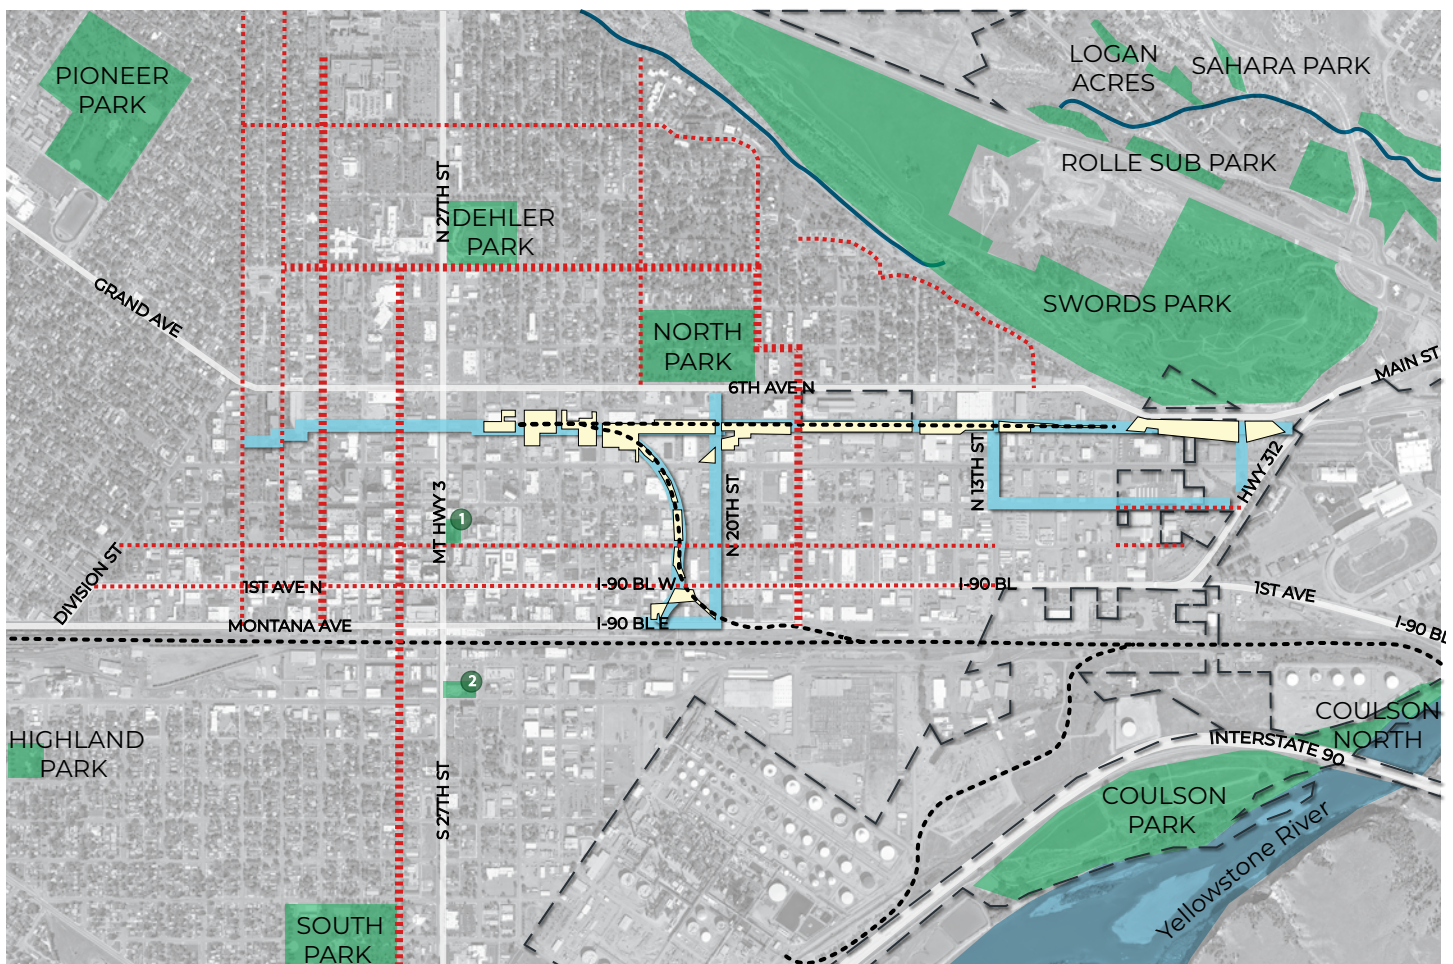 LOGAN
ACRES
SAHARA PARK
PIONEER
PARK
ROLLE SUB PARK
N 27TH ST
DEHLER
PARK
GRAND AVE
SWORDS PARK
NORTH
PARK
MAIN ST
6TH AVE N
HWY 312
N 13TH ST
N 20TH ST
MT HWY 3
1
DIVISION ST
1ST AVE N
I-90 BL W
I-90 BL
1ST AVE
MONTANA AVE
I-90 BL E
I-90 BL
2
COULSON
NORTH
HIGHLAND
PARK
INTERSTATE 90
S 27TH ST
COULSON
PARK
Yellowstone River
SOUTH
PARK